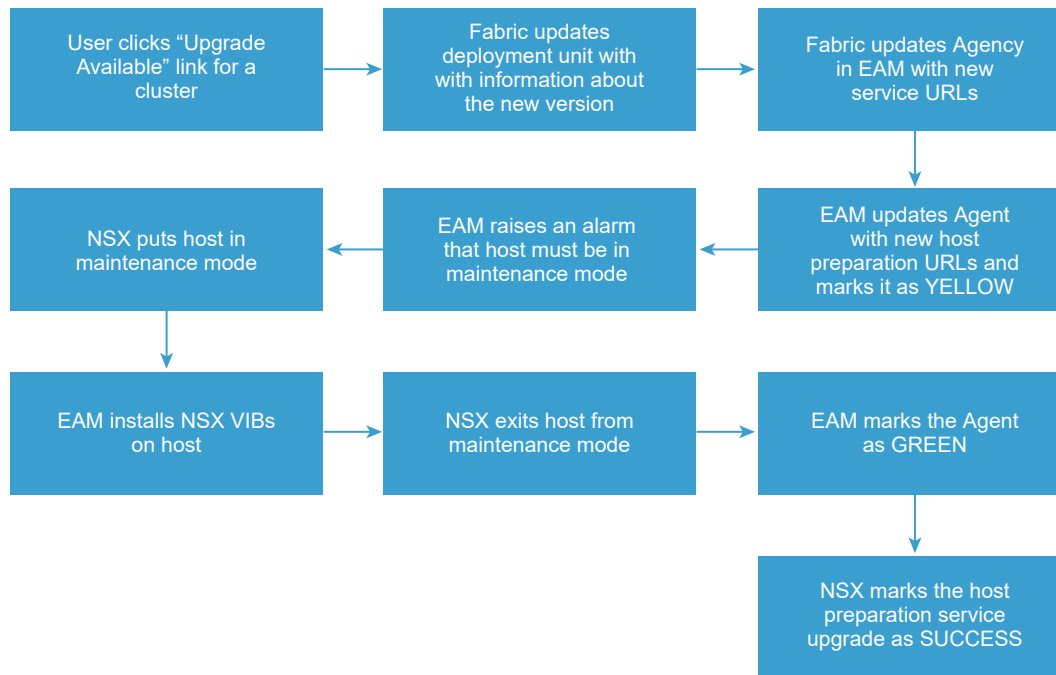 User clicks “Upgrade
Available” link for a
cluster
Fabric updates
deployment unit with
with information about
the new version
Fabric updates Agency
in EAM with new
service URLs
EAM updates Agent
with new host
preparation URLs and
marks it as YELLOW
EAM raises an alarm
that host must be in
maintenance mode
NSX puts host in
maintenance mode
EAM installs NSX VIBs
on host
NSX exits host from
maintenance mode
EAM marks the Agent
as GREEN
NSX marks the host
preparation service
upgrade as SUCCESS